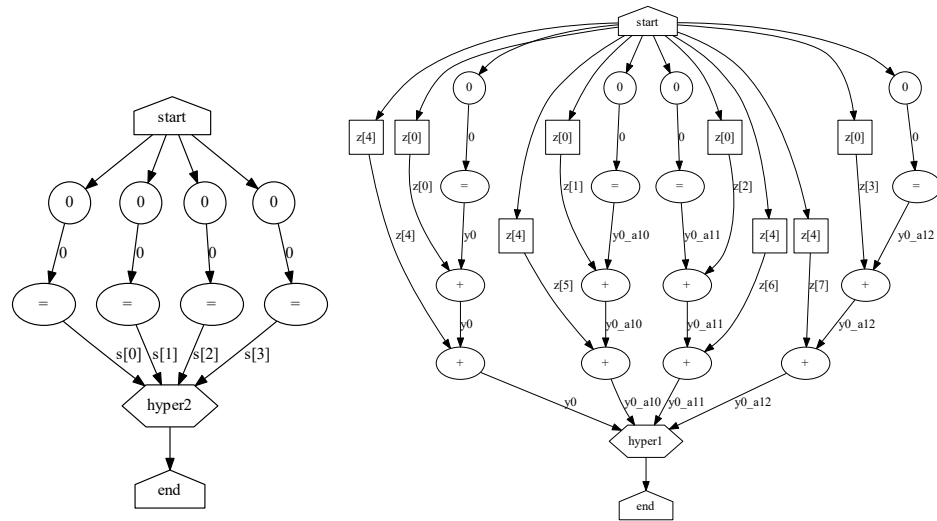 start
0 0 0 0
0 0 0 0
= = = =
s[0] s[1] s[2] s[3]
hyper2
end
start
0 0 0 0
z[4] z[0] 0 z[0] 0 0 z[0] z[3] 0
= = = =
z[0] z[1] z[2] z[3]
z[4] y0 z[4] y0_a10 y0_a11 z[4] z[4] y0_a12
+ + + +
z[5] z[6] z[7]
y0 y0_a10 y0_a11 y0_a12
+ + + +
y0 y0_a10 y0_a11 y0_a12
hyper1
end